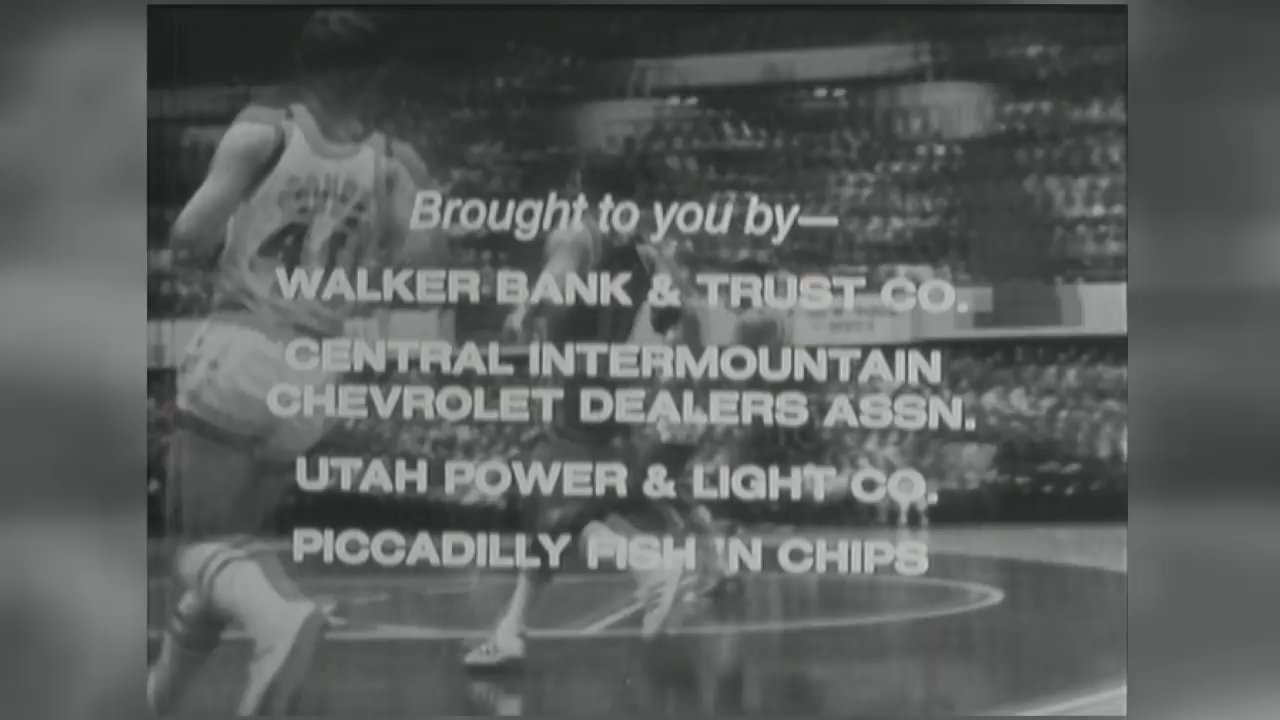 Brought to you by—
WALKER BANK & TRUST CO.
CENTRAL INTERMOUNTAIN
CHEVROLET DEALERS ASSN.
UTAH POWER & LIGHT CO.
PICCADILLY FISH 'N CHIPS